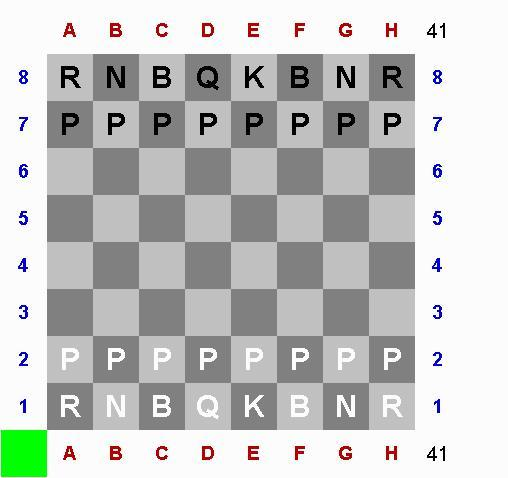 A B C D E F G H 41
8 R N B Q K B N R 8
7 P P P P P P P P 7
6 6
5 5
4 4
3 3
2 P P P P P P P P 2
1 R N B Q K B N R 1
A B C D E F G H 41